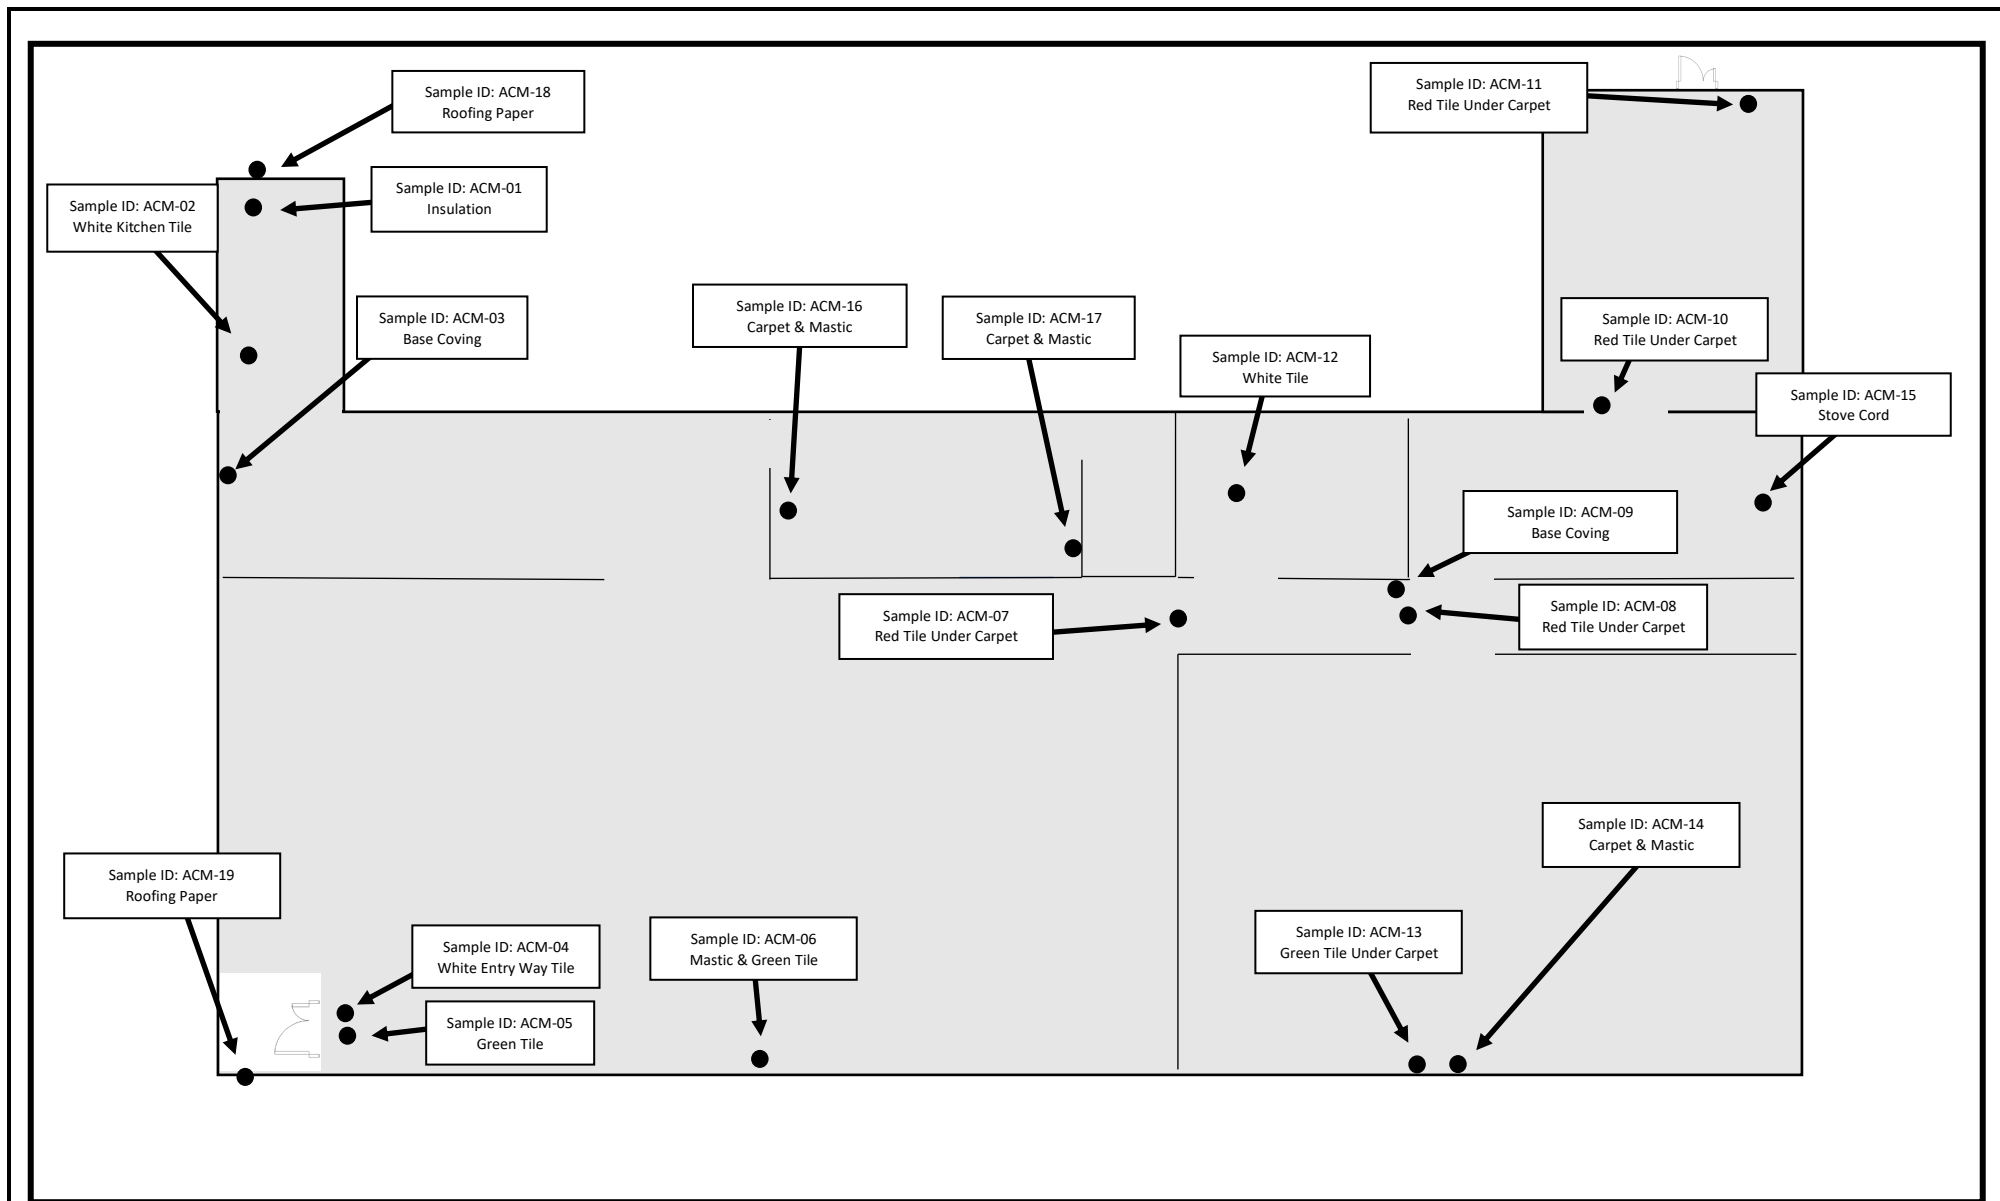 Sample ID: ACM-18
Roofing Paper
Sample ID: ACM-11
Red Tile Under Carpet
Sample ID: ACM-01
Insulation
Sample ID: ACM-02
White Kitchen Tile
Sample ID: ACM-03
Base Coving
Sample ID: ACM-16
Carpet & Mastic
Sample ID: ACM-17
Carpet & Mastic
Sample ID: ACM-12
White Tile
Sample ID: ACM-10
Red Tile Under Carpet
Sample ID: ACM-15
Stove Cord
Sample ID: ACM-09
Base Coving
Sample ID: ACM-07
Red Tile Under Carpet
Sample ID: ACM-08
Red Tile Under Carpet
Sample ID: ACM-14
Carpet & Mastic
Sample ID: ACM-19
Roofing Paper
Sample ID: ACM-04
White Entry Way Tile
Sample ID: ACM-06
Mastic & Green Tile
Sample ID: ACM-13
Green Tile Under Carpet
Sample ID: ACM-05
Green Tile